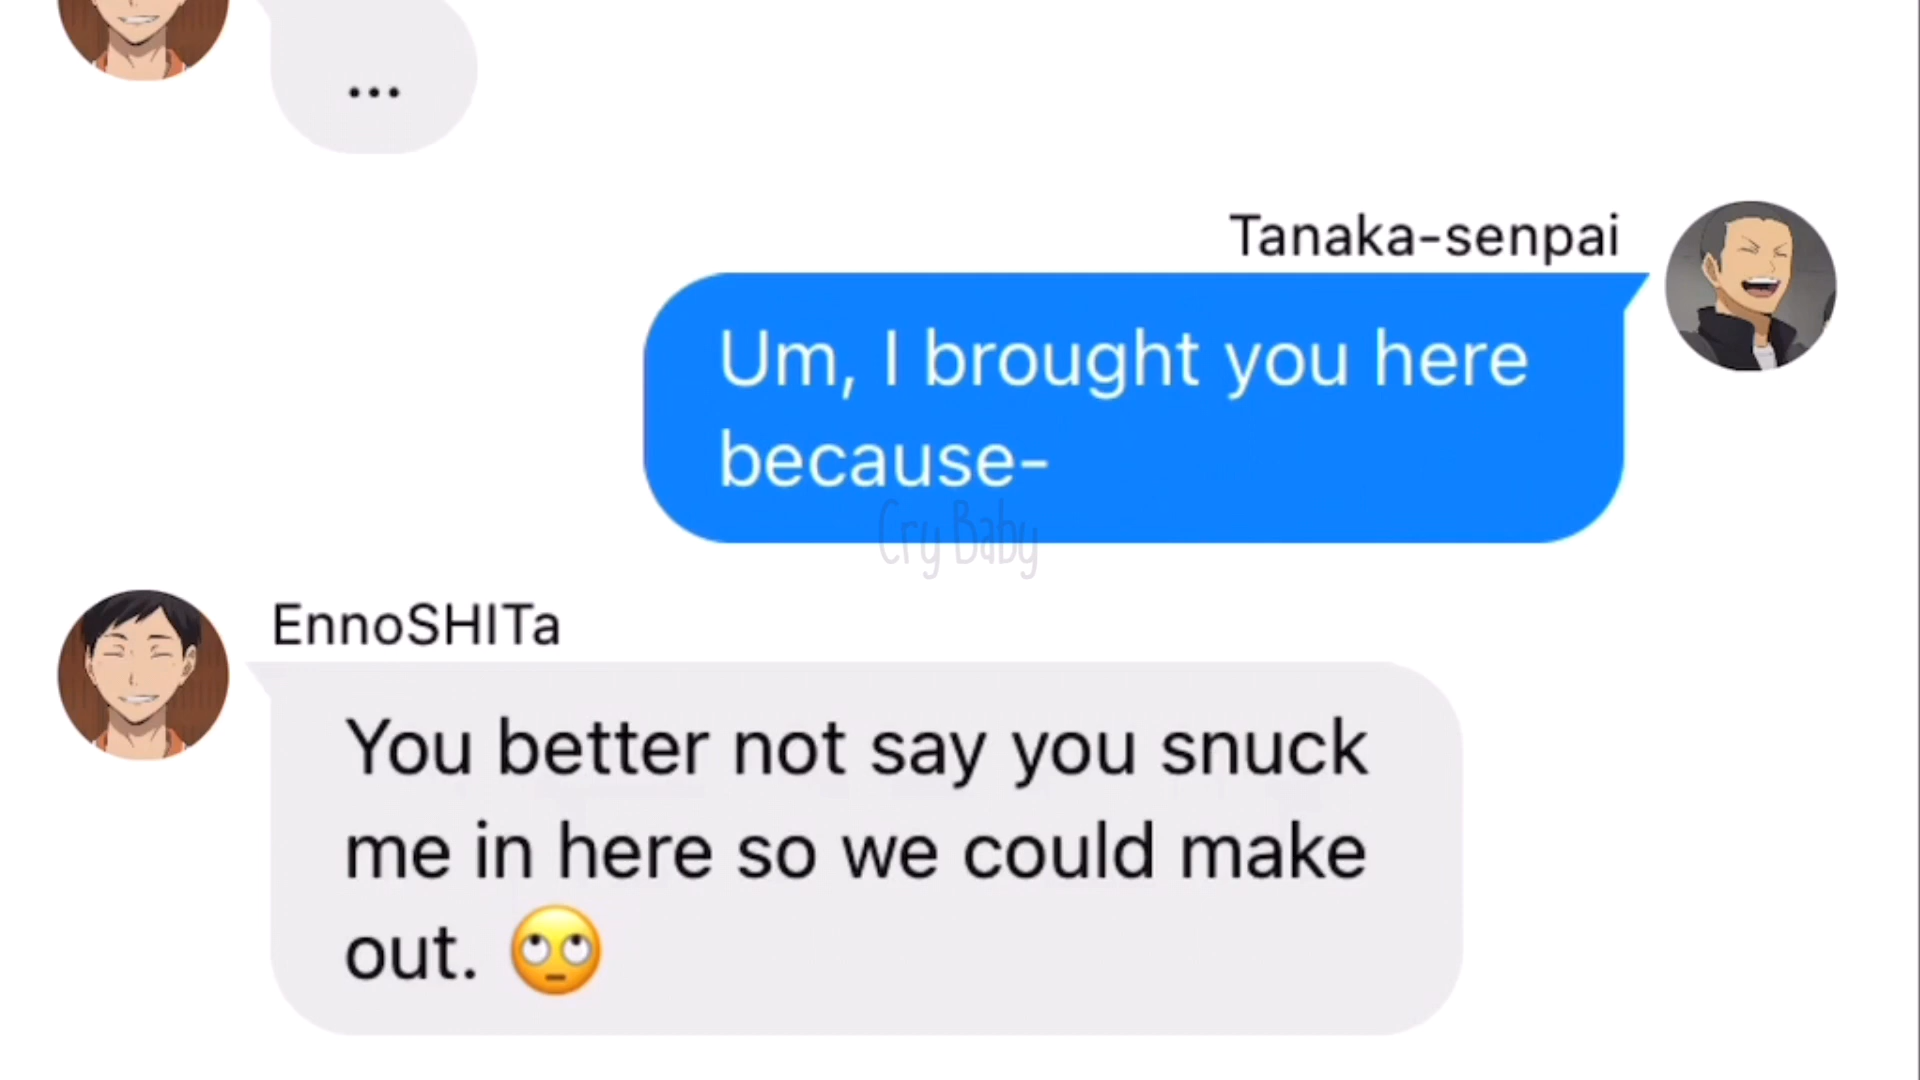 ...
Tanaka-senpai
Um, I brought you here
because-
Cry Baby
EnnoSHITa
You better not say you snuck
me in here so we could make
out. 🙄